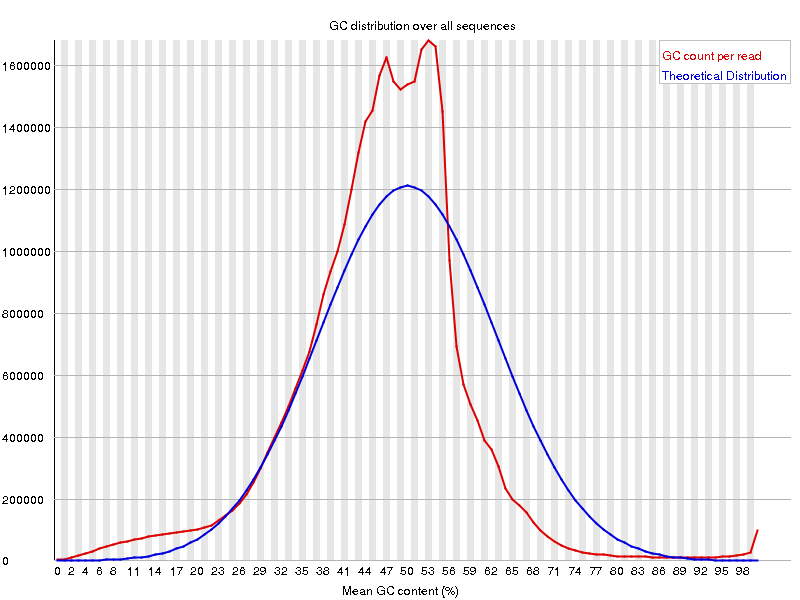 GC distribution over all sequences
GC count per read
Theoretical Distribution
1600000
1400000
1200000
1000000
800000
600000
400000
200000
0
0 2 4 6 8 11 14 17 20 23 26 29 32 35 38 41 44 47 50 53 56 59 62 65 68 71 74 77 80 83 86 89 92 95 98
Mean GC content (%)